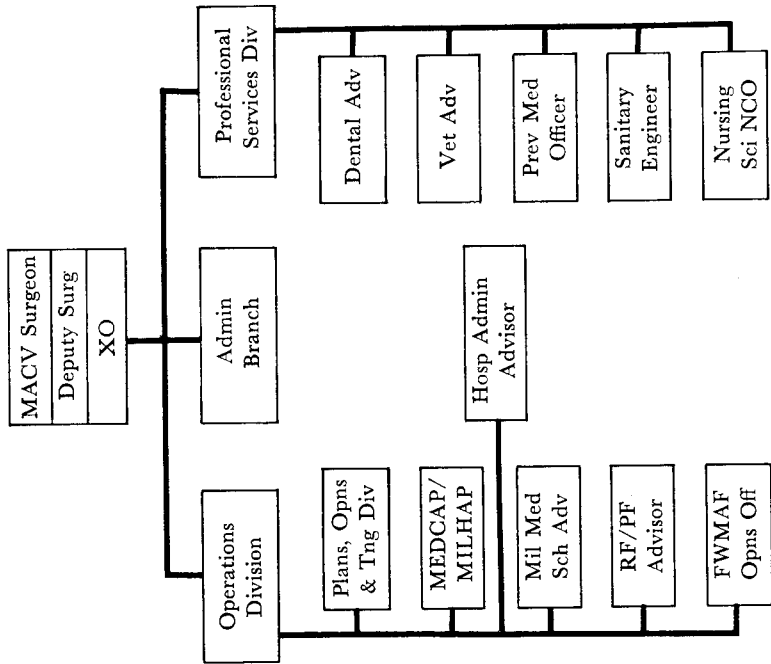 MACV Surgeon
Deputy Surg
XO
Operations
Division
Admin
Branch
Professional
Services Div
Plans, Opns
& Tng Div
MEDCAP/
MILHAP
Hosp Admin
Advisor
Mil Med
Sch Adv
RF/PF
Advisor
FWMAF
Opns Off
Dental Adv
Vet Adv
Prev Med
Officer
Sanitary
Engineer
Nursing
Sci NCO